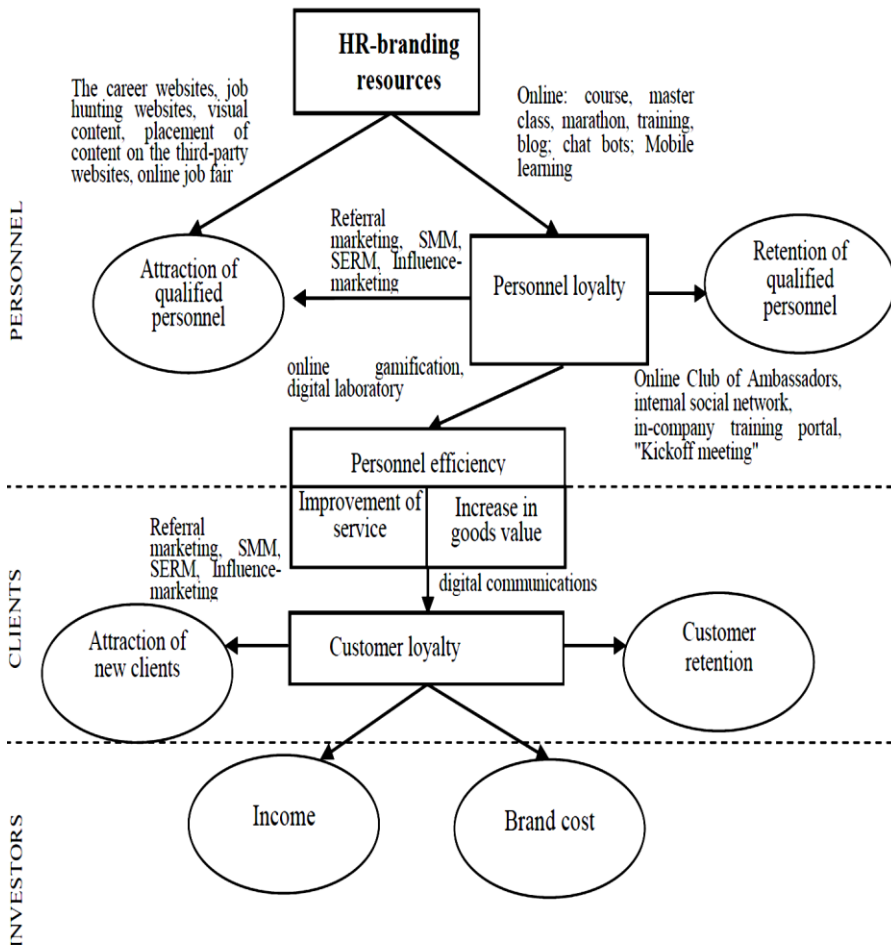 HR-branding
resources
The career websites, job
hunting websites, visual
content, placement of
content on the third-party
websites, online job fair
Online: course, master
class, marathon, training,
blog; chat bots; Mobile
learning
PERSONNEL
Referral
marketing, SMM,
SERM, Influence-
marketing
Attraction of
qualified
personnel
Personnel loyalty
Retention of
qualified
personnel
online gamification,
digital laboratory
Online Club of Ambassadors,
internal social network,
in-company training portal,
"Kickoff meeting"
Personnel efficiency
Improvement of
service
Increase in
goods value
CLIENTS
Referral
marketing, SMM,
SERM, Influence-
marketing
digital communications
Attraction of
new clients
Customer loyalty
Customer
retention
INVESTORS
Income
Brand cost